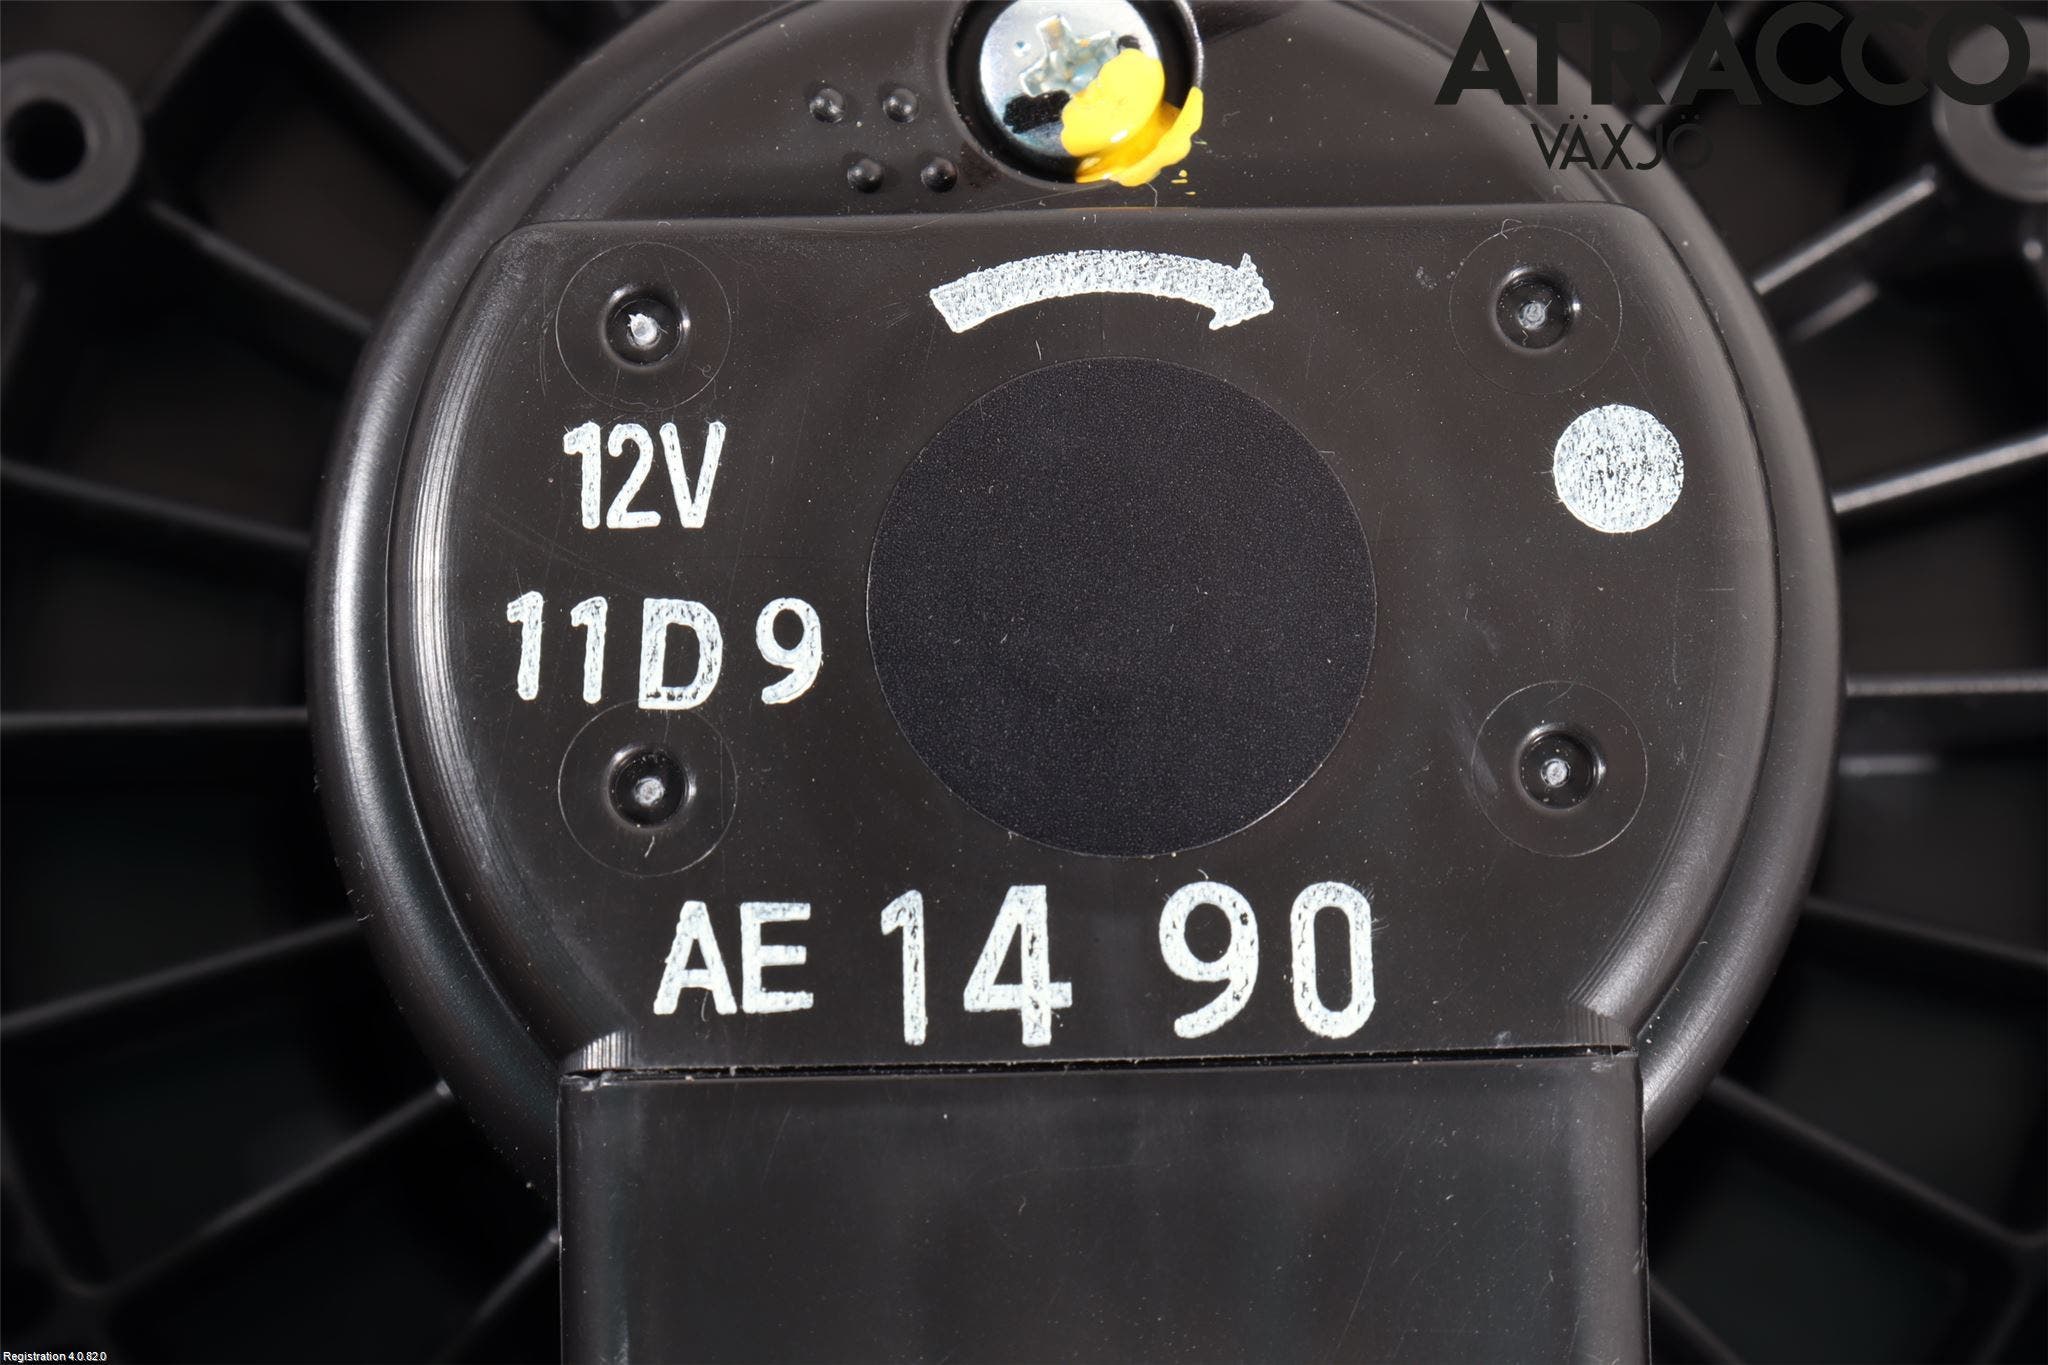 ATRACCO
VÄXJÖ
12V
11D9
AE 14 90
Registration 4.0.82.0